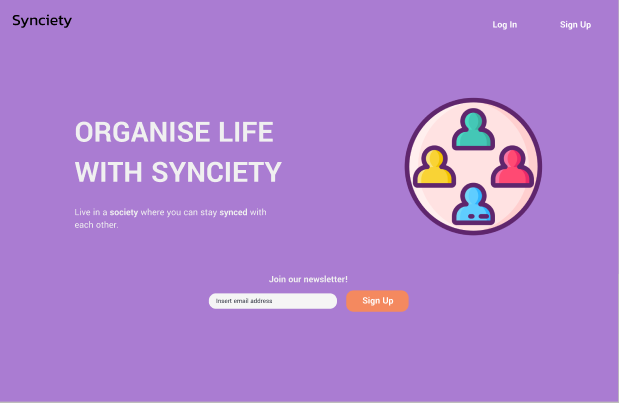 Synciety
Log In
Sign Up
ORGANISE LIFE
WITH SYNCIETY
Live in a society where you can stay synced with
each other.
Join our newsletter!
Insert email address
Sign Up